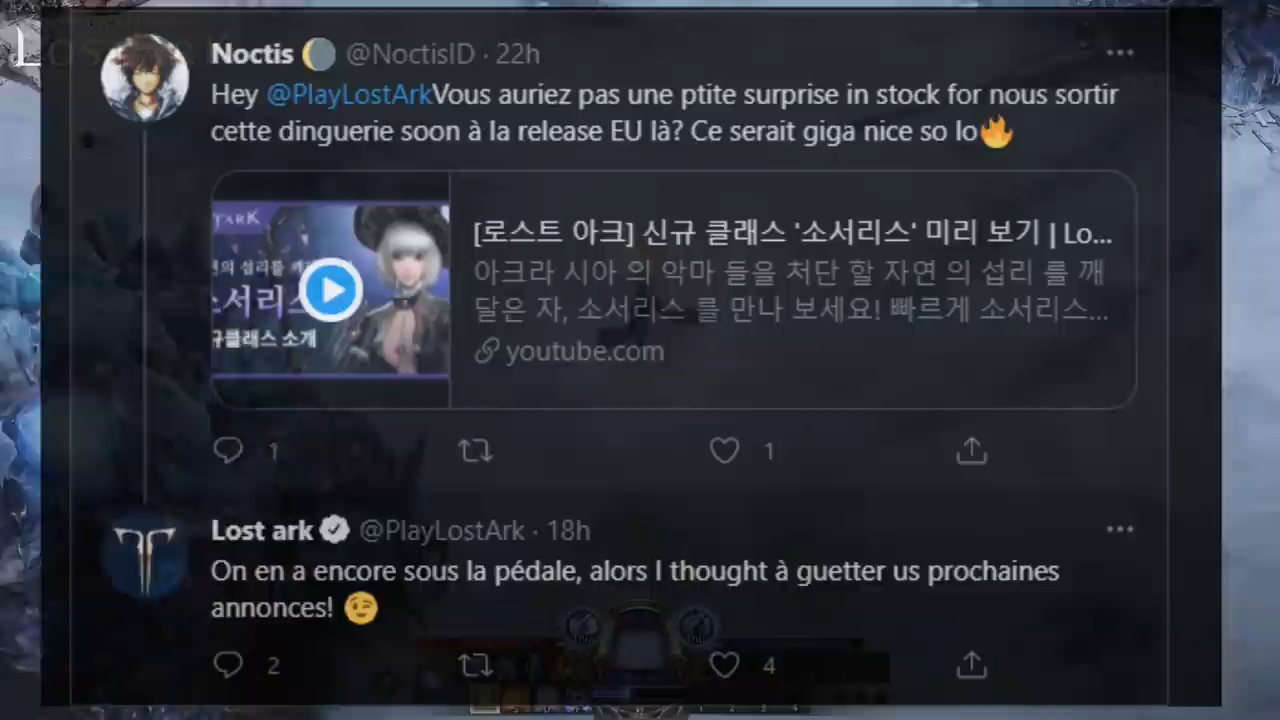 Noctis @NoctisID · 22h
Hey @PlayLostArkVous auriez pas une ptite surprise in stock for nous sortir
cette dinguerie soon à la release EU là? Ce serait giga nice so lo🔥
[로스트 아크] 신규 클래스 '소서리스' 미리 보기 | Lo...
아크라 시아 의 악마 들을 처단 할 자연 의 섭리 를 깨
달은 자, 소서리스 를 만나 보세요! 빠르게 소서리스...
youtube.com
규클래스 소개
1 1
Lost ark @PlayLostArk · 18h
On en a encore sous la pédale, alors I thought à guetter us prochaines
annonces! 😉
2 4